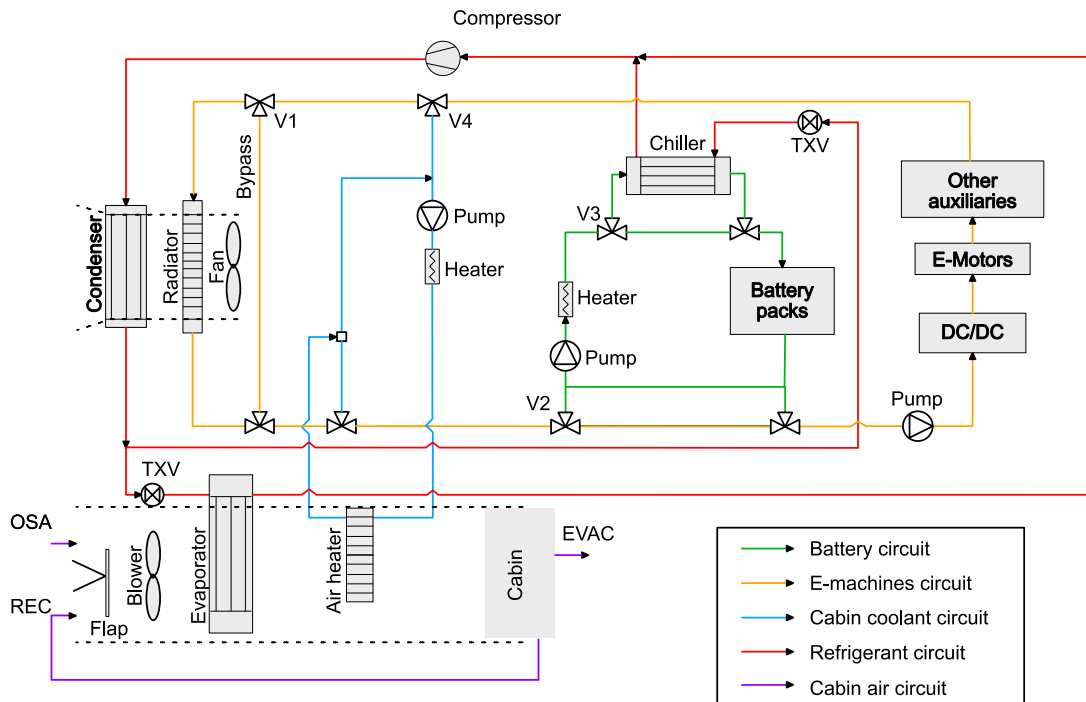 Compressor
V1
V4
Bypass
Chiller
TXV
Other
auxiliaries
Condenser
Radiator
Fan
Pump
V3
Heater
E-Motors
Heater
Battery
packs
DC/DC
Pump
V2
Pump
TXV
OSA
EVAC
Blower
Evaporator
Air heater
Cabin
REC
Flap
Battery circuit
E-machines circuit
Cabin coolant circuit
Refrigerant circuit
Cabin air circuit